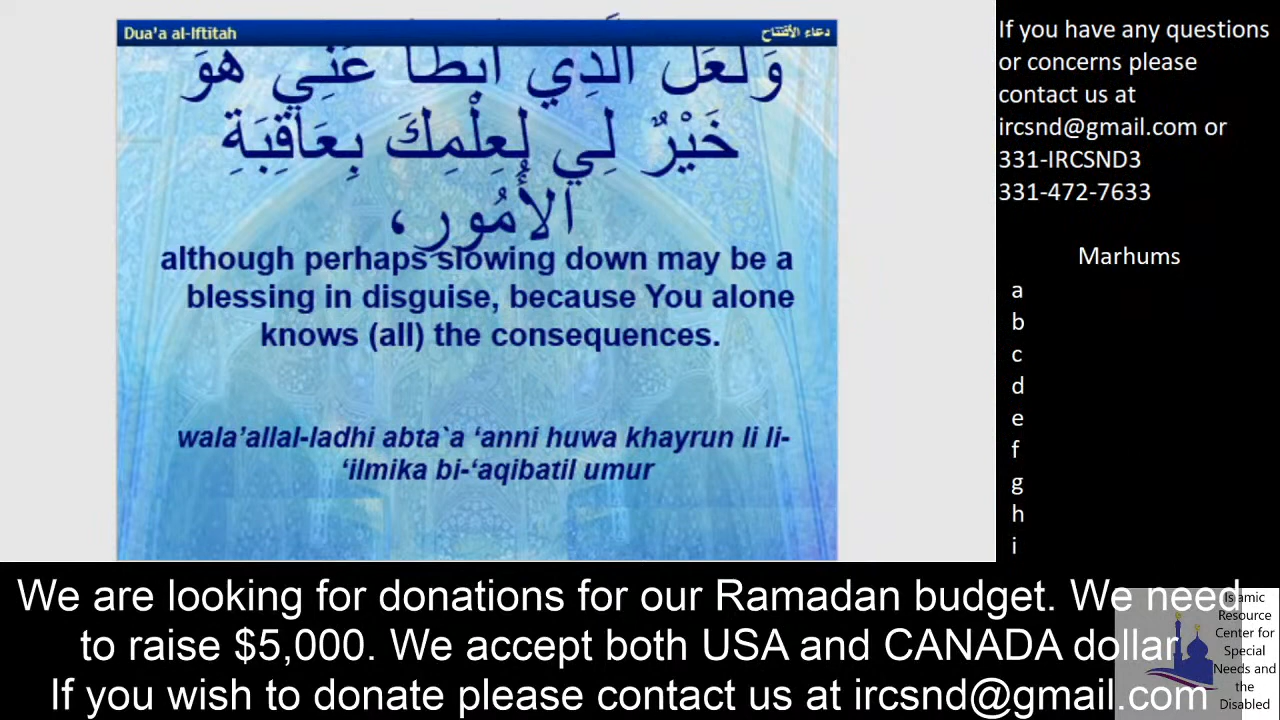 Dua'a al-Iftitah
دعاء الأفتتاح
وَلَعَلَّ الَّذِي أَبْطَأَ عَنِّي هُوَ
خَيْرٌ لِي لِعِلْمِكَ بِعَاقِبَةِ
الأُمُورِ،
although perhaps slowing down may be a
blessing in disguise, because You alone
knows (all) the consequences.
wala’allal-ladhi abta`a ‘anni huwa khayrun li li-
‘ilmika bi-‘aqibatil umur
If you have any questions
or concerns please
contact us at
ircsnd@gmail.com or
331-IRCSND3
331-472-7633
Marhums
a
b
c
d
e
f
g
h
i
We are looking for donations for our Ramadan budget. We need
to raise $5,000. We accept both USA and CANADA dollar
If you wish to donate please contact us at ircsnd@gmail.com
Islamic
Resource
Center for
Special
Needs and
the
Disabled